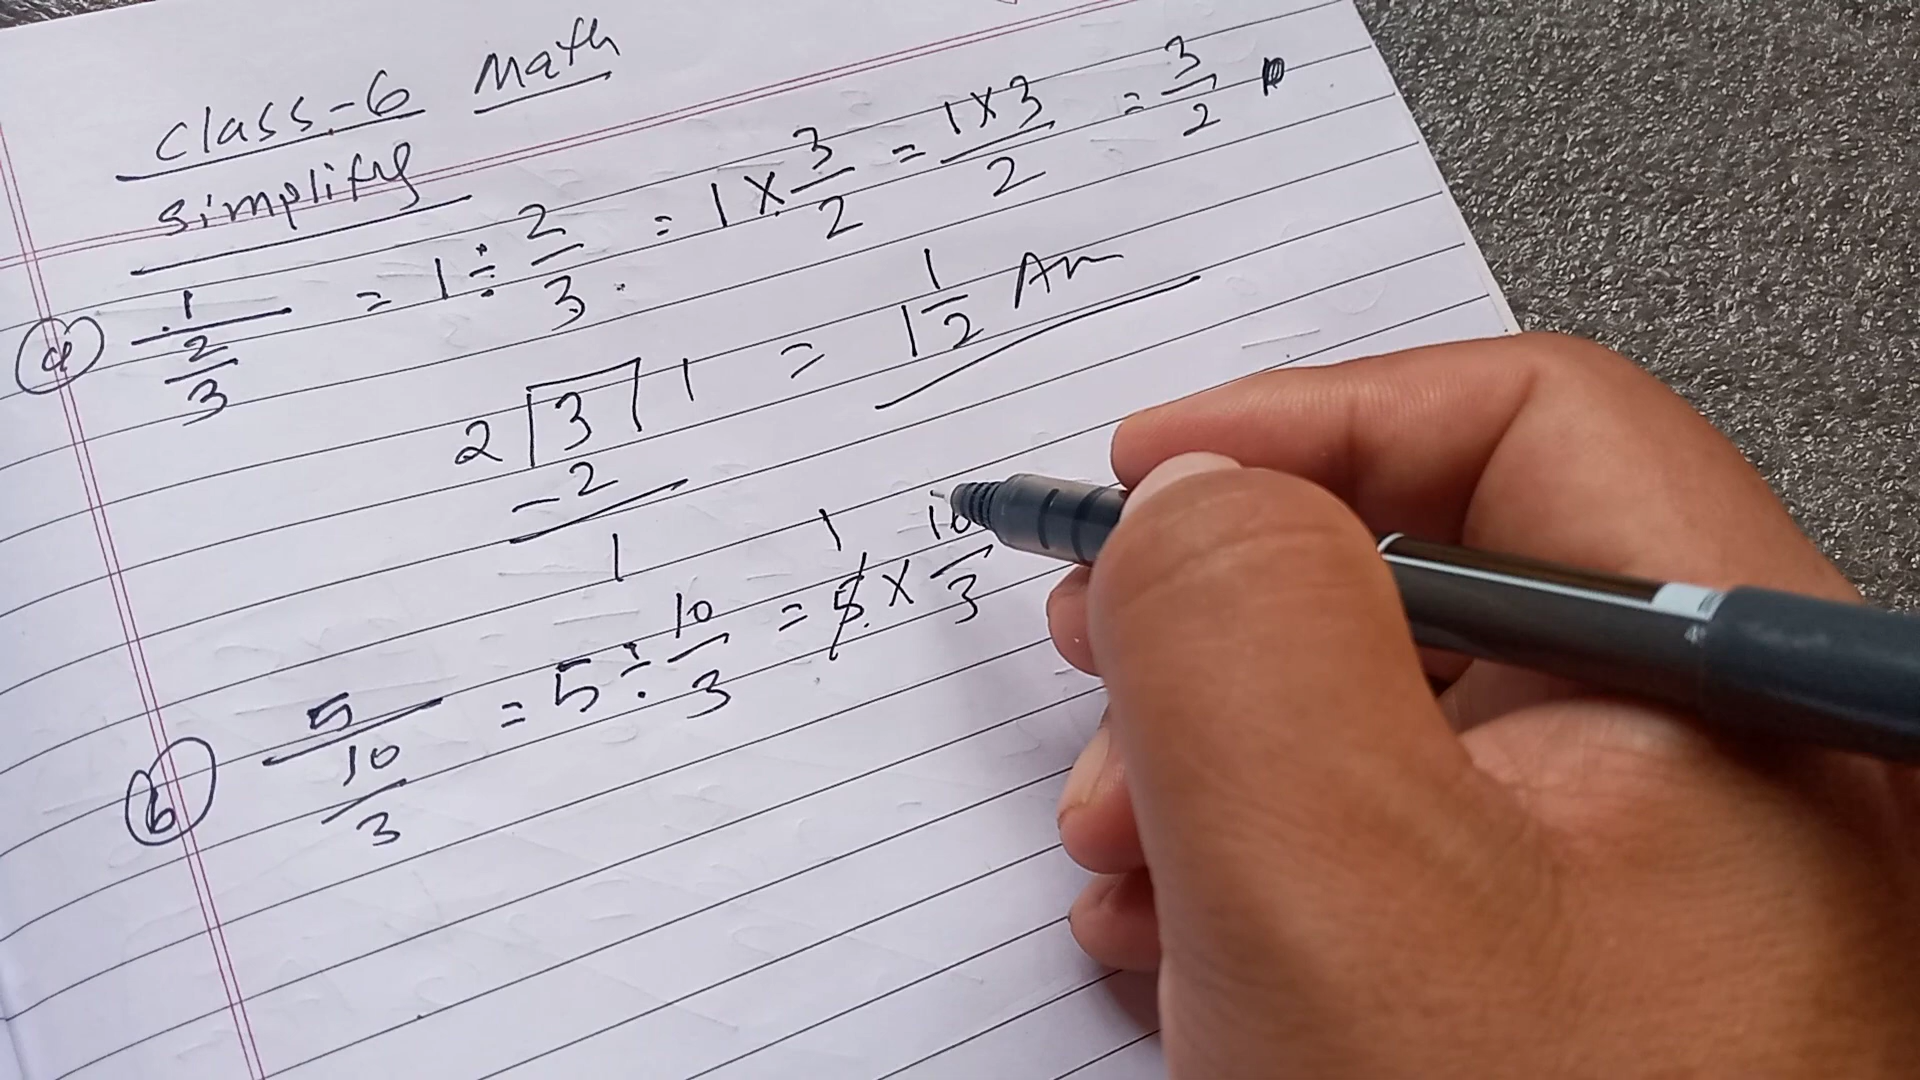 class-6 Math
simplify
(a) 1/(2/3) = 1 ÷ 2/3 = 1 × 3/2 = 1×3/2 = 3/2
2 3 1 = 1 1/2 An
-2
1
(b) 5/(10/3) = 5 ÷ 10/3 = 5 1 × 10/3